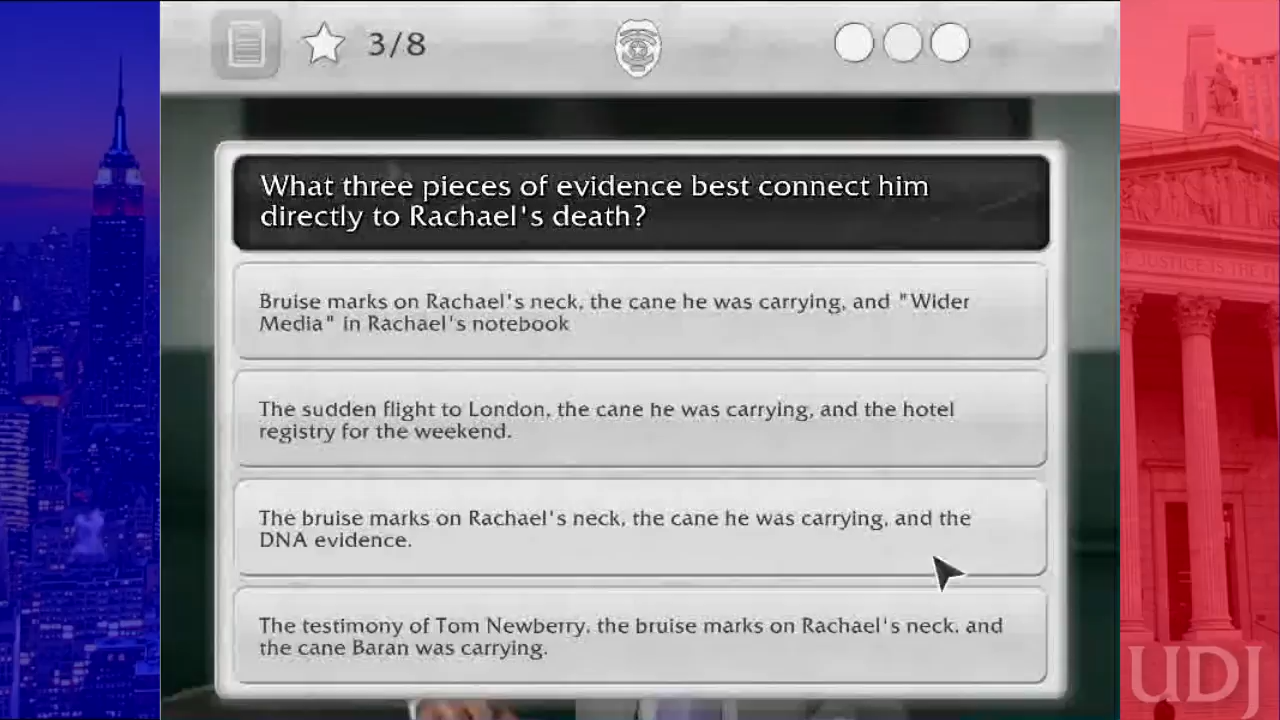 3/8
What three pieces of evidence best connect him
directly to Rachael's death?
Bruise marks on Rachael's neck, the cane he was carrying, and "Wider
Media" in Rachael's notebook
The sudden flight to London, the cane he was carrying, and the hotel
registry for the weekend.
The bruise marks on Rachael's neck, the cane he was carrying, and the
DNA evidence.
The testimony of Tom Newberry, the bruise marks on Rachael's neck, and
the cane Baran was carrying.
JUSTICE IS THE
UDJ